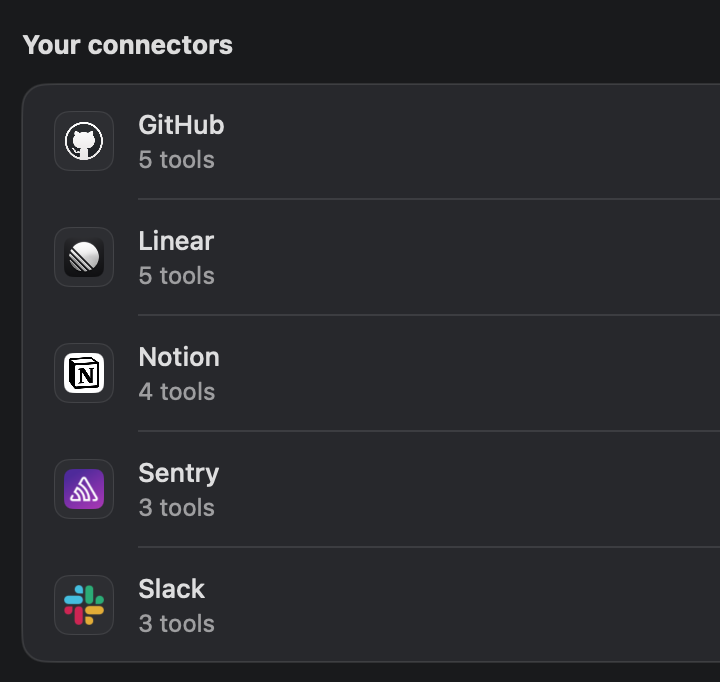 Your connectors
GitHub
5 tools
Linear
5 tools
N
Notion
4 tools
Sentry
3 tools
Slack
3 tools